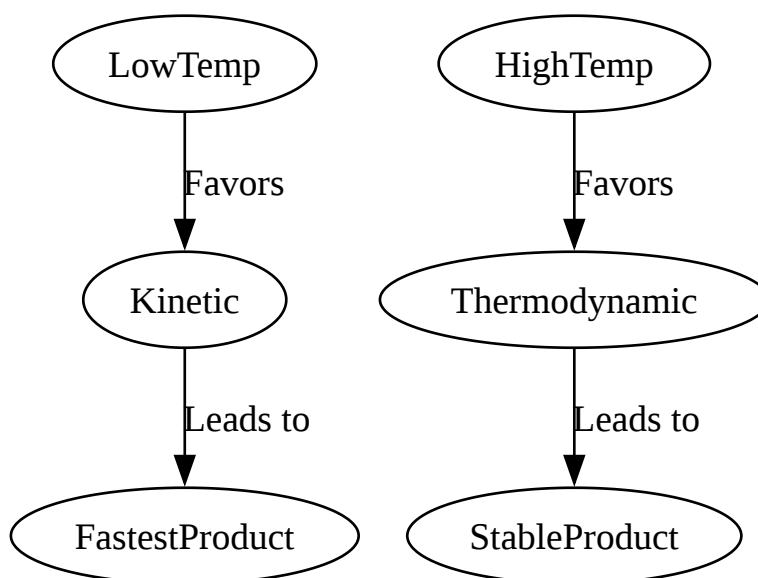 LowTemp
HighTemp
Favors
Favors
Kinetic
Thermodynamic
Leads to
Leads to
FastestProduct
StableProduct